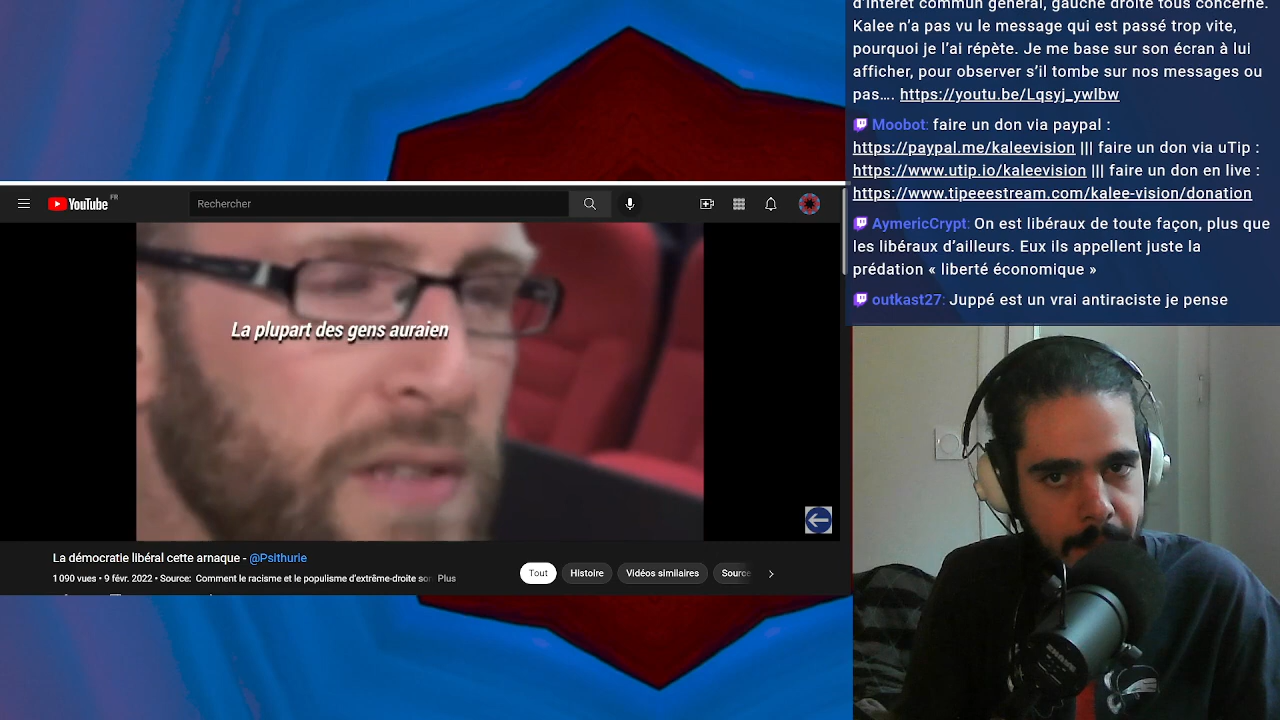 d'intérêt commun général, gauche droite tous concerné.
Kalee n'a pas vu le message qui est passé trop vite,
pourquoi je l'ai répète. Je me base sur son écran à lui
afficher, pour observer s'il tombe sur nos messages ou
pas.... https://youtu.be/Lqsyj_ywlbw
Moobot: faire un don via paypal :
https://paypal.me/kaleevision ||| faire un don via uTip :
https://www.utip.io/kaleevision ||| faire un don en live :
https://www.tipeeestream.com/kalee-vision/donation
AymericCrypt: On est libéraux de toute façon, plus que
les libéraux d'ailleurs. Eux ils appellent juste la
prédation « liberté économique »
outkast27: Juppé est un vrai antiraciste je pense
YouTube FR
Rechercher
La plupart des gens auraien
La démocratie libéral cette arnaque - @Psithurie
1 090 vues • 9 févr. 2022 • Source: Comment le racisme et le populisme d'extrême-droite sor Plus
Tout Histoire Vidéos similaires Source